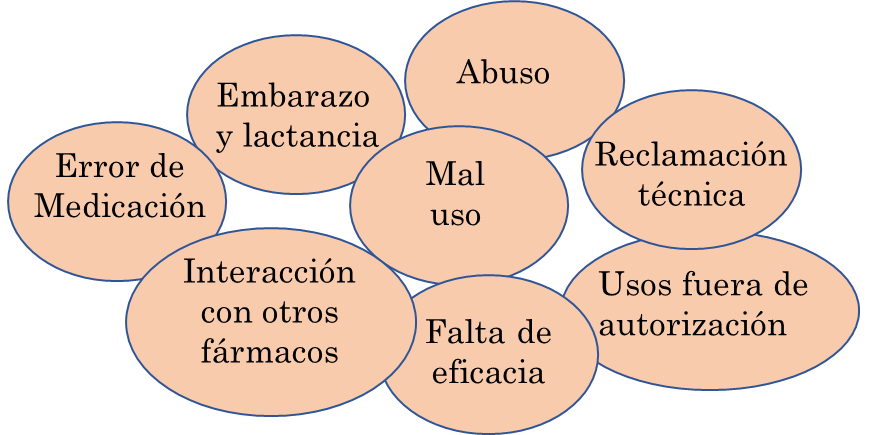 Abuso
Embarazo
y lactancia
Error de
Medicación
Mal
uso
Reclamación
técnica
Interacción
con otros
fármacos
Falta de
eficacia
Usos fuera de
autorización